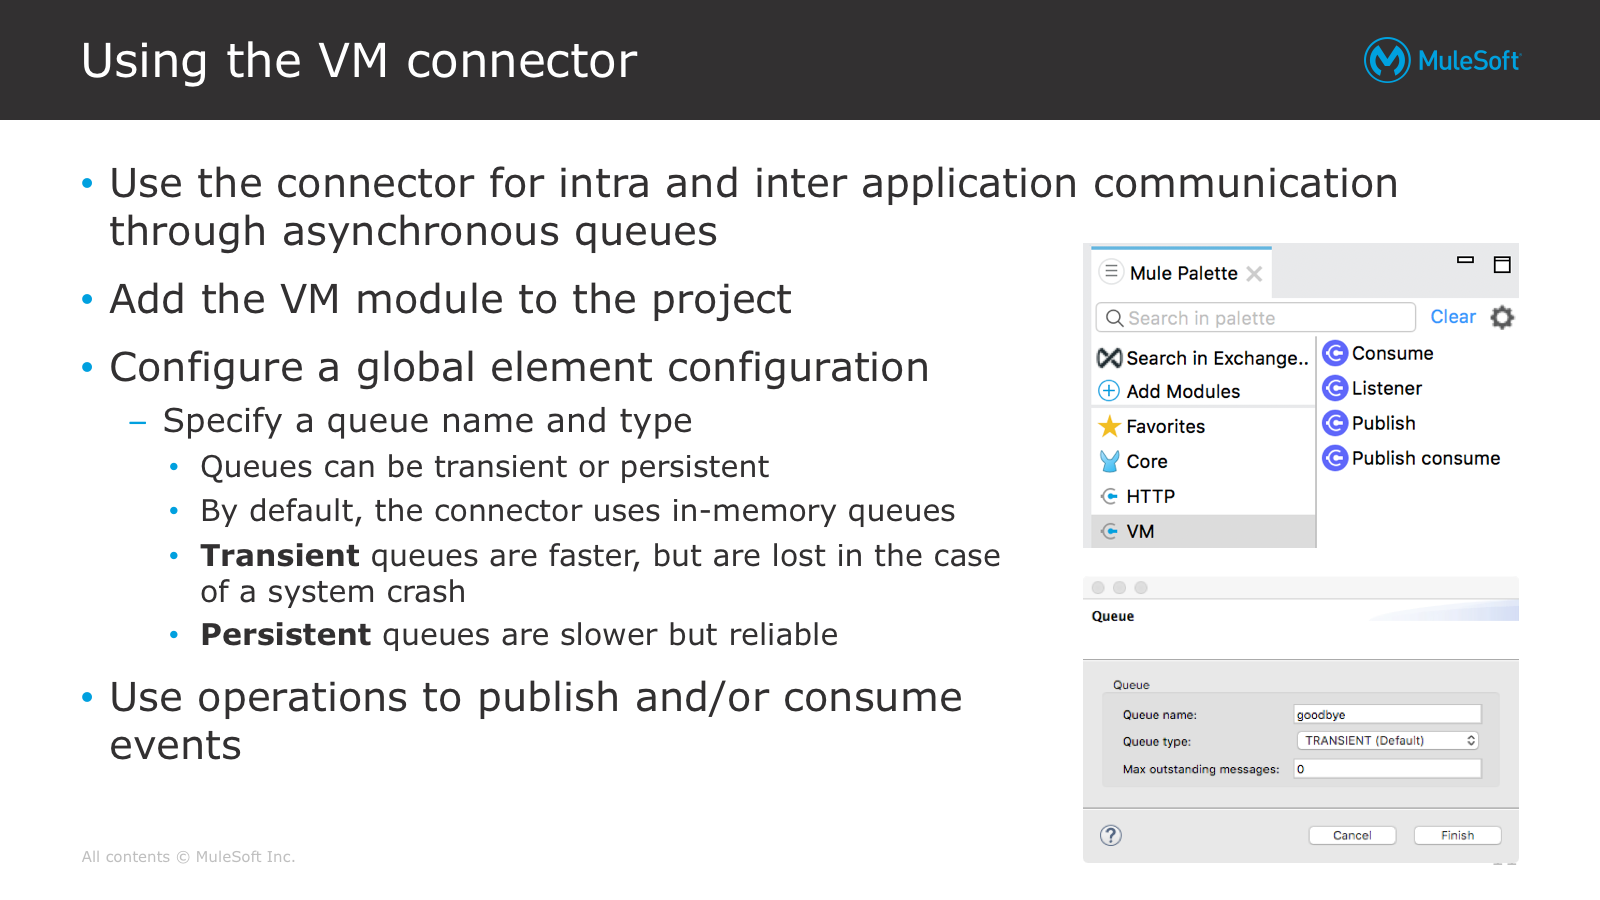 Using the VM connector
MuleSoft
• Use the connector for intra and inter application communication
through asynchronous queues
• Add the VM module to the project
• Configure a global element configuration
– Specify a queue name and type
• Queues can be transient or persistent
• By default, the connector uses in-memory queues
• Transient queues are faster, but are lost in the case
of a system crash
• Persistent queues are slower but reliable
• Use operations to publish and/or consume
events
Mule Palette
Search in palette
Clear
Search in Exchange..
Add Modules
Favorites
Core
HTTP
VM
Consume
Listener
Publish
Publish consume
Queue
Queue
Queue name: goodbye
Queue type: TRANSIENT (Default)
Max outstanding messages: 0
?
Cancel
Finish
All contents © MuleSoft Inc.